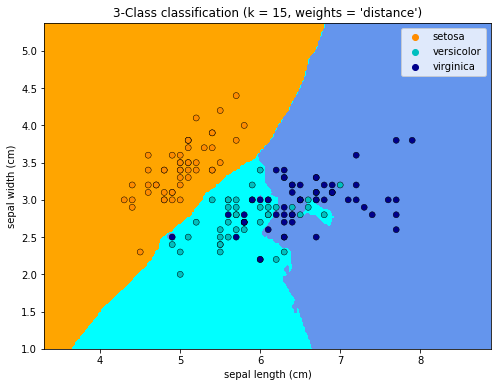 3-Class classification (k = 15, weights = 'distance')
setosa
versicolor
virginica
sepal width (cm)
5.0
4.5
4.0
3.5
3.0
2.5
2.0
1.5
1.0
4 5 6 7 8
sepal length (cm)